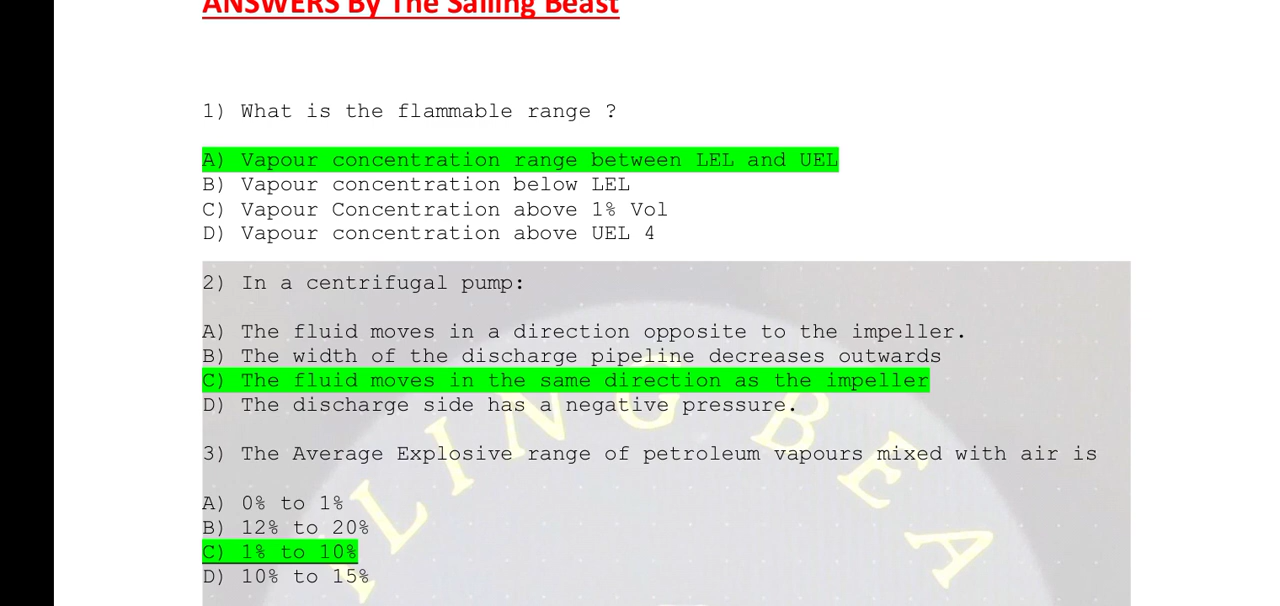 ANSWERS By The Sailing Beast
1) What is the flammable range ?
A) Vapour concentration range between LEL and UEL
B) Vapour concentration below LEL
C) Vapour Concentration above 1% Vol
D) Vapour concentration above UEL 4
2) In a centrifugal pump:
A) The fluid moves in a direction opposite to the impeller.
B) The width of the discharge pipeline decreases outwards
C) The fluid moves in the same direction as the impeller
D) The discharge side has a negative pressure.
3) The Average Explosive range of petroleum vapours mixed with air is
A) 0% to 1%
B) 12% to 20%
C) 1% to 10%
D) 10% to 15%
LING BEA